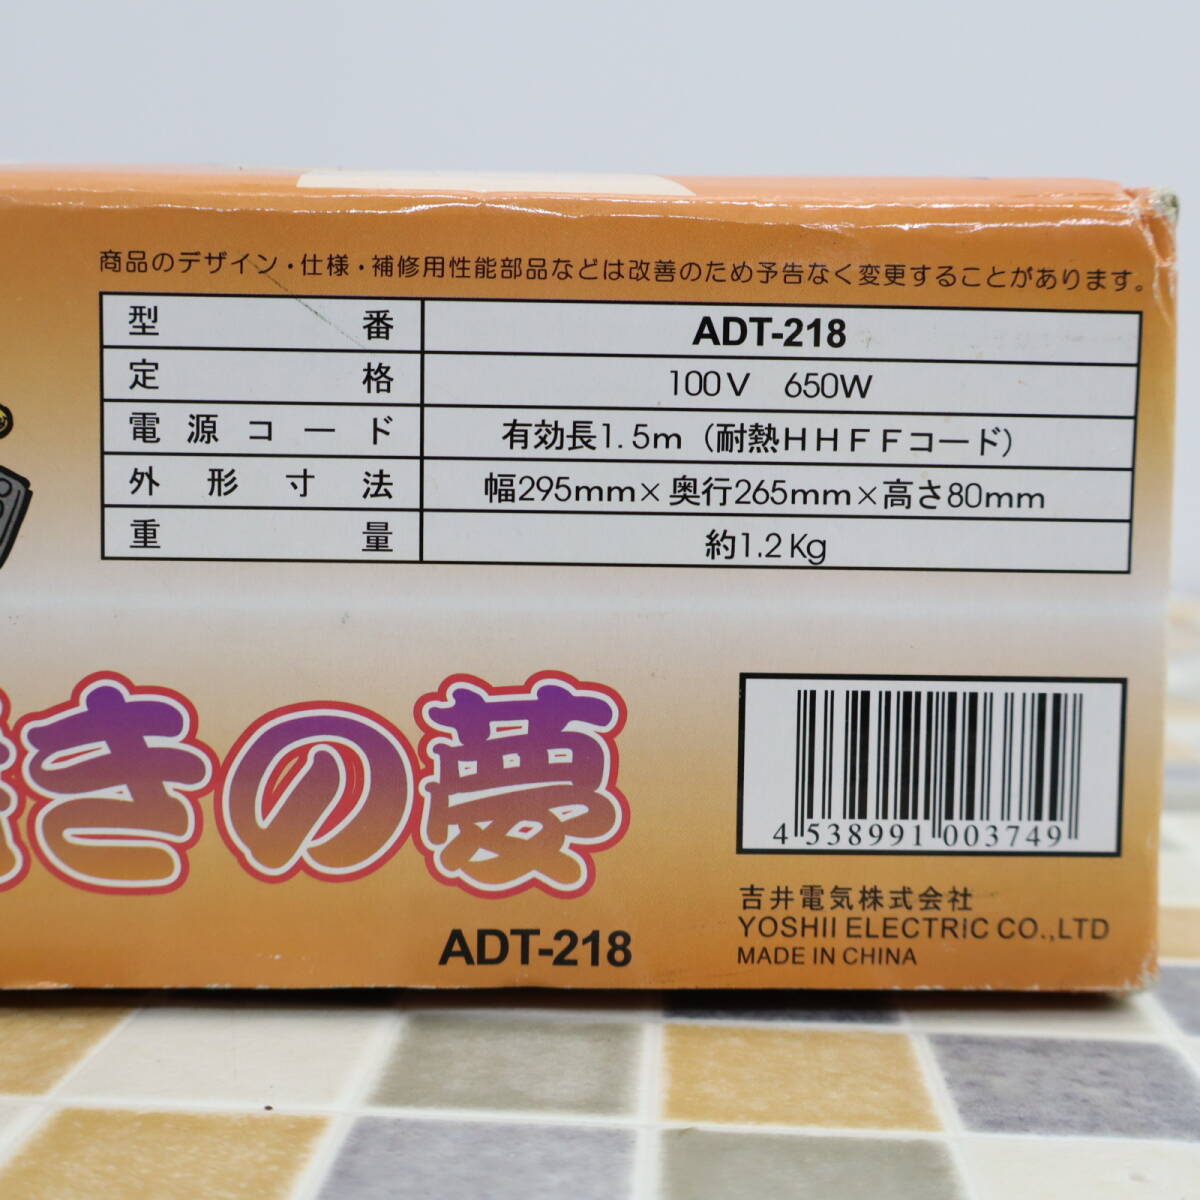 商品のデザイン・仕様・補修用性能部品などは改善のため予告なく変更することがあります。
型番 ADT-218
定格 100V 650W
電源コード 有効長1.5m（耐熱HHFFコード）
外形寸法 幅295mm×奥行265mm×高さ80mm
重量 約1.2Kg
きの夢
ADT-218
4 538991 003749
吉井電気株式会社
YOSHII ELECTRIC CO.,LTD
MADE IN CHINA